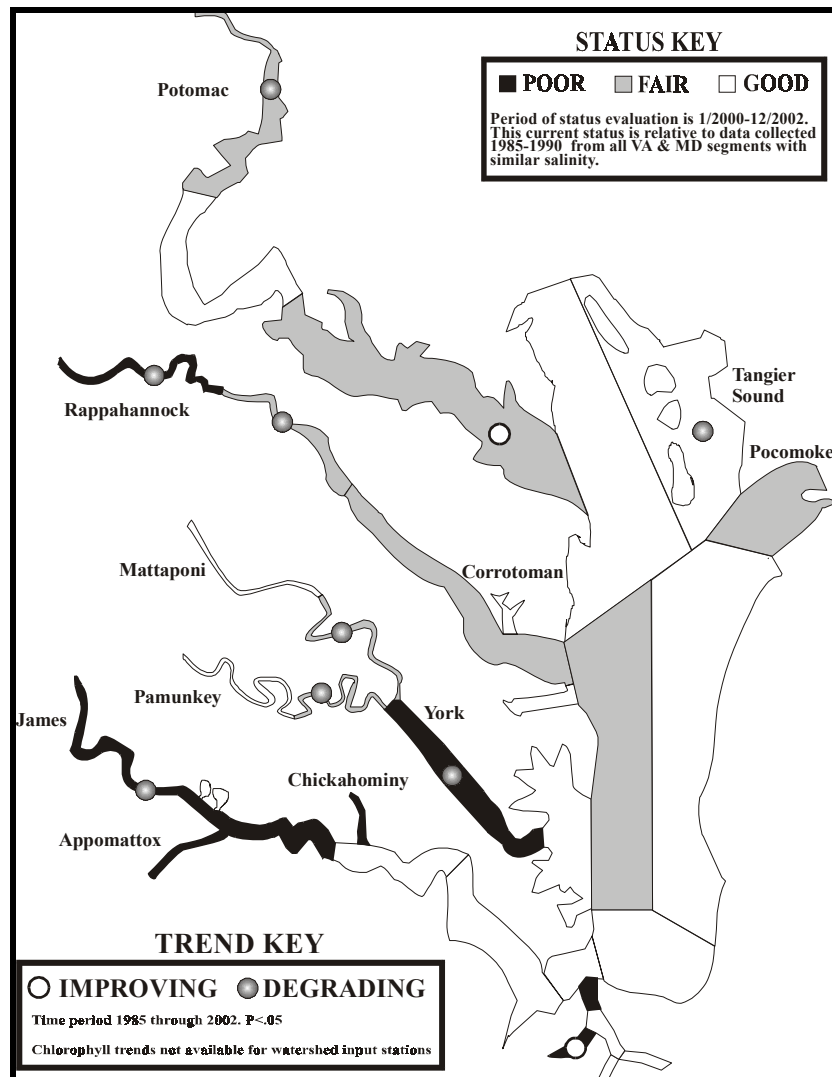 STATUS KEY
POOR FAIR GOOD
Period of status evaluation is 1/2000-12/2002.
This current status is relative to data collected
1985-1990 from all VA & MD segments with
similar salinity.
Potomac
Rappahannock
Tangier
Sound
Pocomoke
Mattaponi
Corrotoman
Pamunkey
York
James
Chickahominy
Appomattox
TREND KEY
IMPROVING DEGRADING
Time period 1985 through 2002. P<.05
Chlorophyll trends not available for watershed input stations